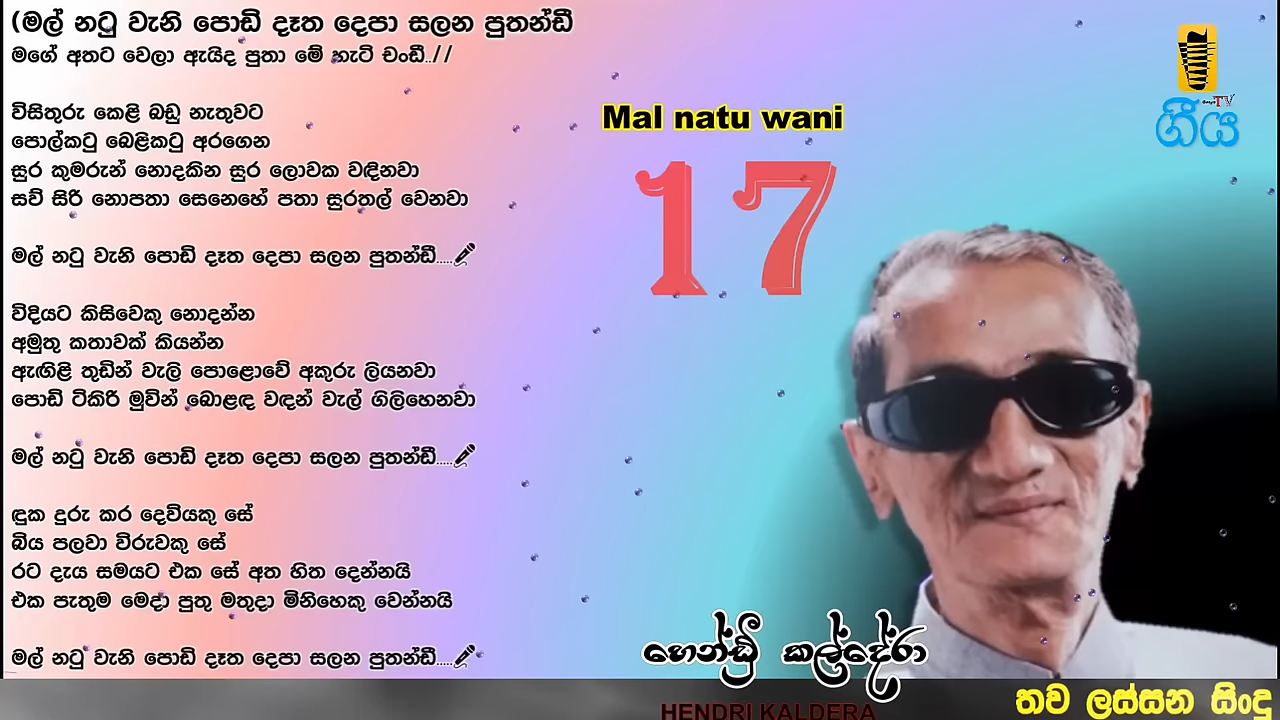 (මල් නටු වැනි පොඩි දෑත දෙපා සලන පුතන්ඩී
මගේ අතට වෙලා ඇයිද පුතා මේ හැටි චංඩී..//
විසිතුරු කෙළි බඩු නැතුවට
පොල්කටු බෙළිකටු අරගෙන
සුර කුමරුන් නොදකින සුර ලොවක වඳිනවා
සව් සිරි නොපතා සෙනෙහේ පතා සුරතල් වෙනවා
මල් නටු වැනි පොඩි දෑත දෙපා සලන පුතන්ඩී.....
විදියට කිසිවෙකු නොදන්න
අමුතු කතාවක් කියන්න
ඇඟිළි තුඩින් වැලි පොළොවේ අකුරු ලියනවා
පොඩි ටිකිරි මුවින් බොළඳ වඳන් වැල් ගිලිහෙනවා
මල් නටු වැනි පොඩි දෑත දෙපා සලන පුතන්ඩී.....
ඳුක දුරු කර දෙවියකු සේ
බිය පලවා විරුවකු සේ
රට දැය සමයට එක සේ අත හිත දෙන්නයි
එක පැතුම මෙදා පුතු මතුදා මිනිහෙකු වෙන්නයි
මල් නටු වැනි පොඩි දෑත දෙපා සලන පුතන්ඩී.....
Mal natu wani
17
TV
ගීය
හෙන්ඩ්‍රි කල්දේරා
HENDRI KALDERA
තව ලස්සන සිංදු